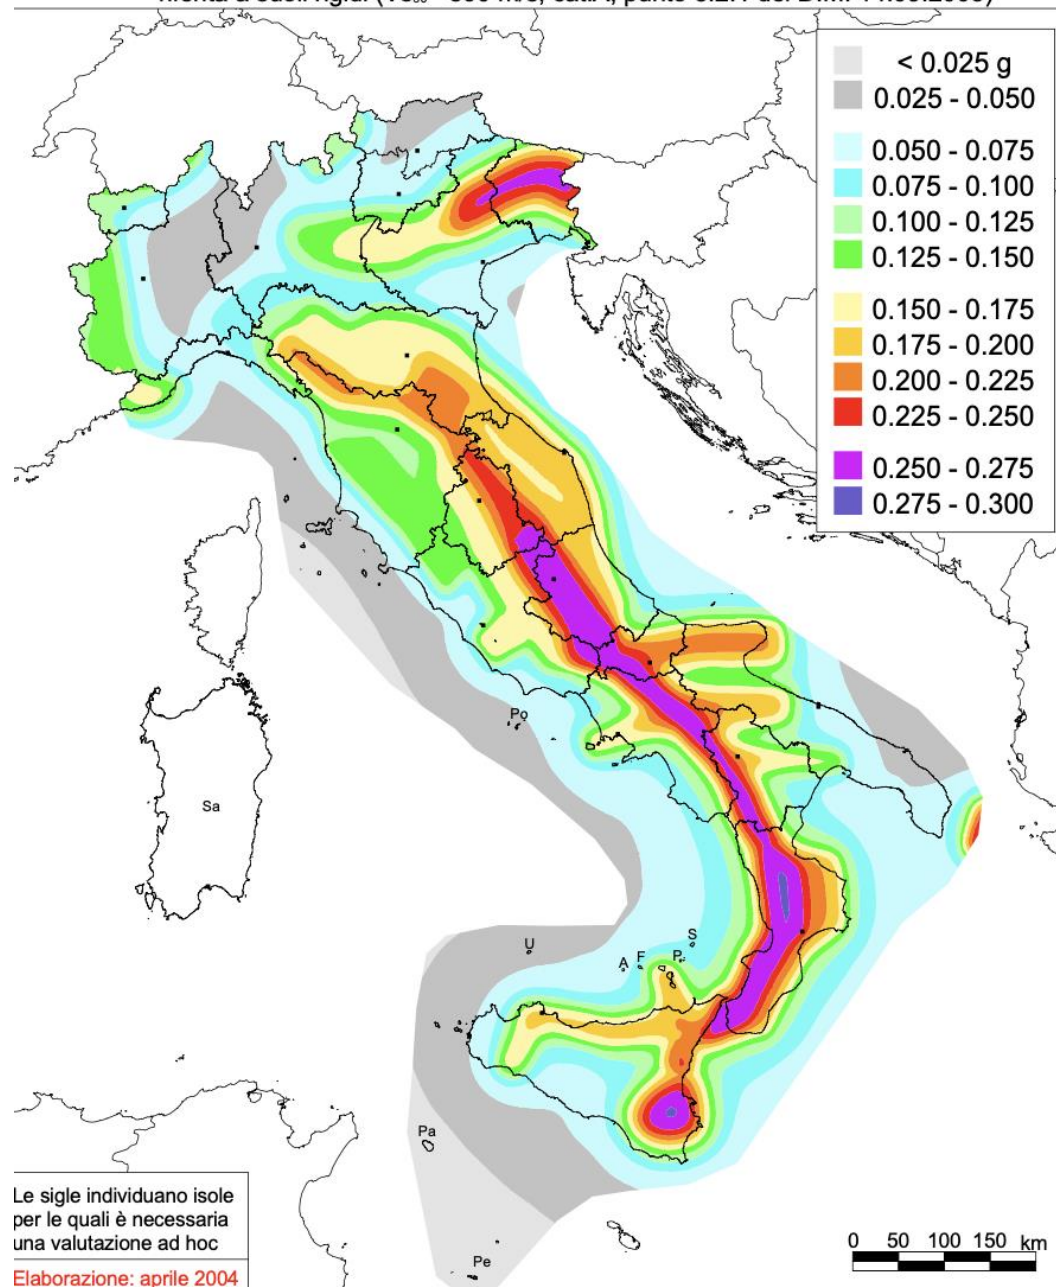 < 0.025 g
0.025 - 0.050
0.050 - 0.075
0.075 - 0.100
0.100 - 0.125
0.125 - 0.150
0.150 - 0.175
0.175 - 0.200
0.200 - 0.225
0.225 - 0.250
0.250 - 0.275
0.275 - 0.300
Po
Sa
S
U
A F P
Pa
Pe
Le sigle individuano isole
per le quali è necessaria
una valutazione ad hoc
Elaborazione: aprile 2004
0 50 100 150 km